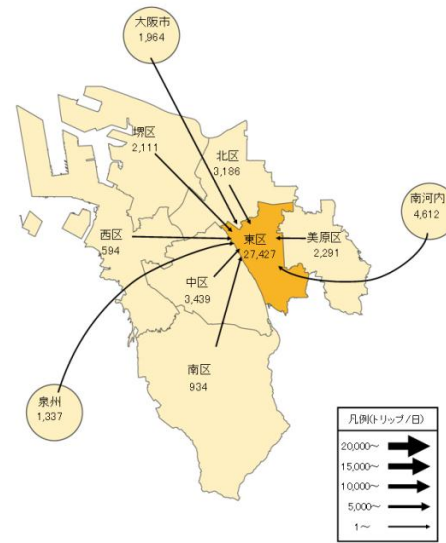 大阪市
1,964
堺区
2,111
北区
3,186
南河内
4,612
西区
594
東区
27,427
美原区
2,291
中区
3,439
南区
934
泉州
1,337
凡例(トリップ/日)
20,000～
15,000～
10,000～
5,000～
1～